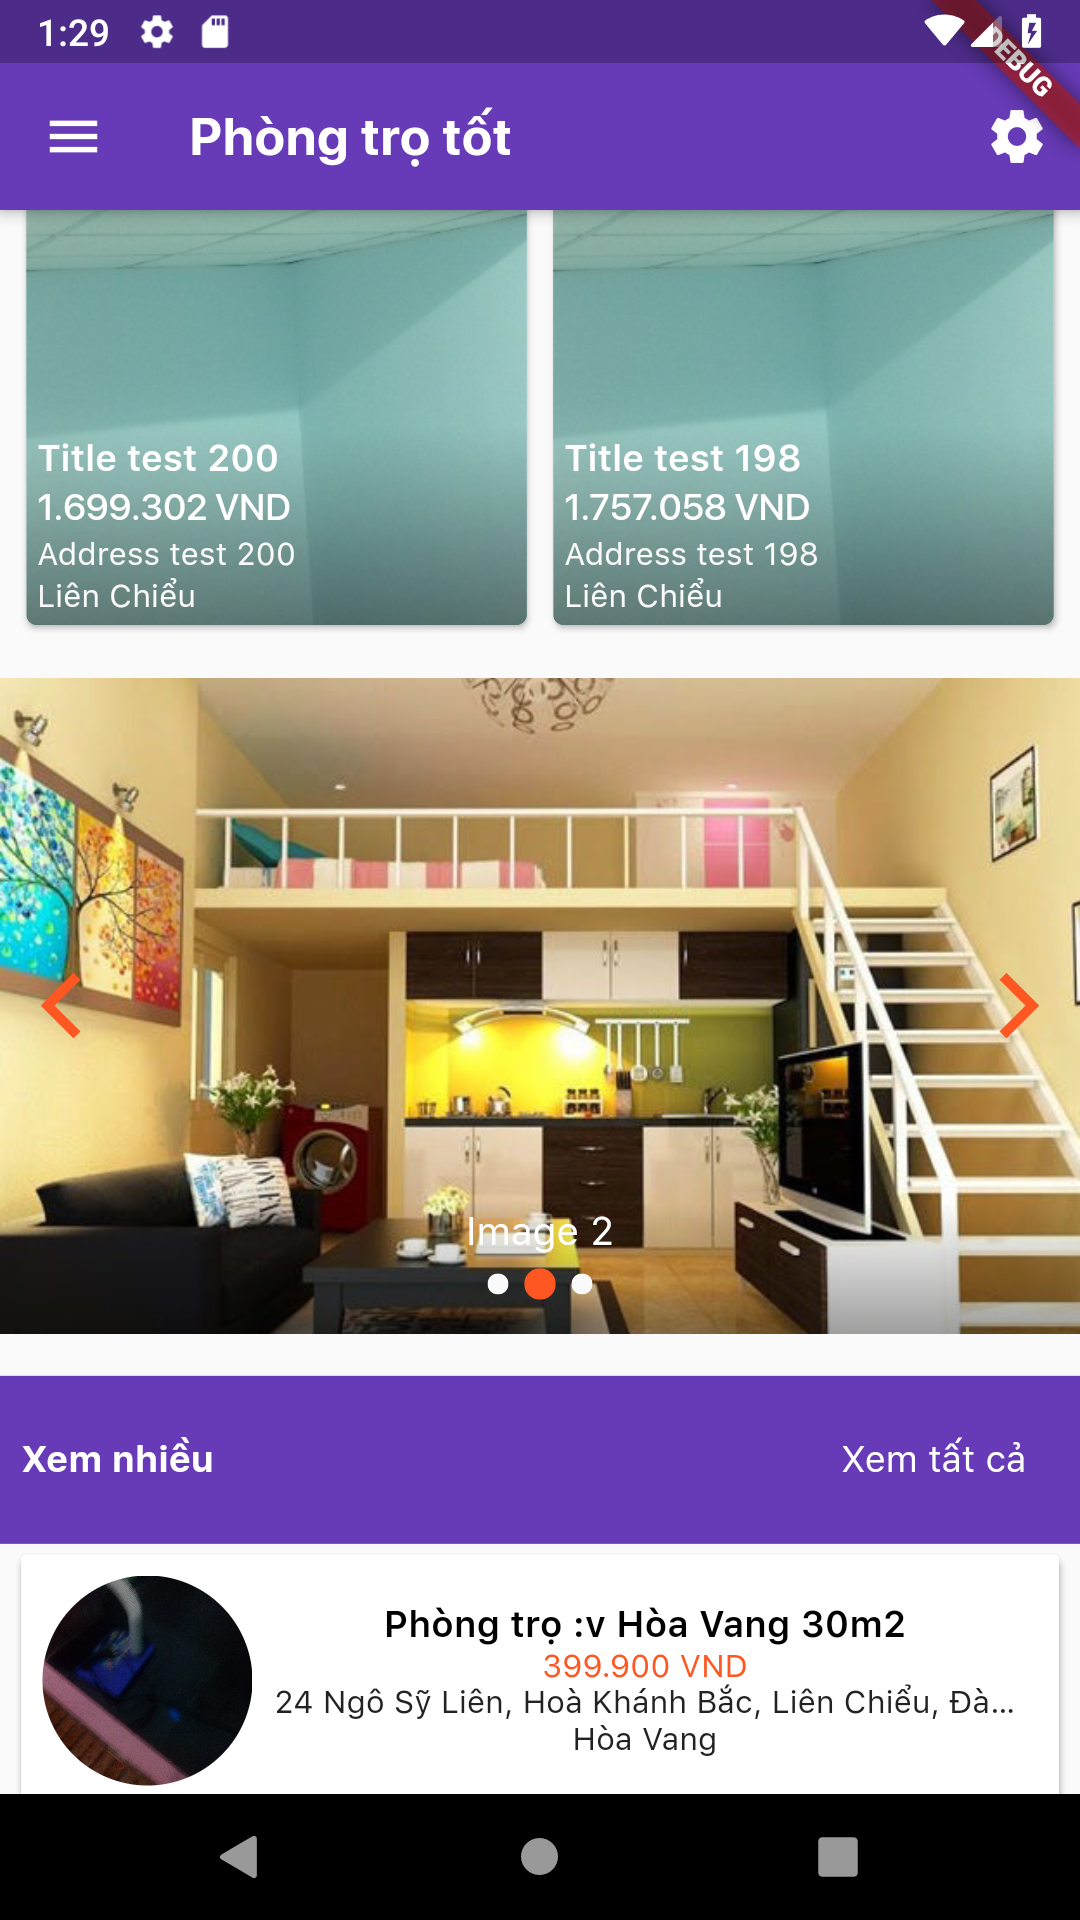 1:29
DEBUG
Phòng trọ tốt
Title test 200
1.699.302 VND
Address test 200
Liên Chiểu
Title test 198
1.757.058 VND
Address test 198
Liên Chiểu
Image 2
Xem nhiều
Xem tất cả
Phòng trọ :v Hòa Vang 30m2
399.900 VND
24 Ngô Sỹ Liên, Hoà Khánh Bắc, Liên Chiểu, Đà...
Hòa Vang